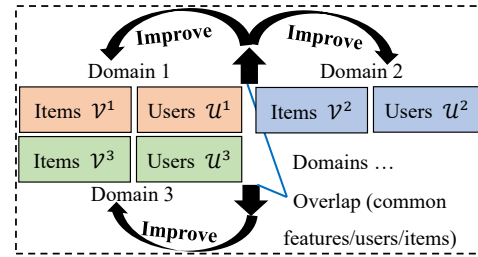 Improve Improve
Domain 1 Domain 2
Items 𝒱¹ Users 𝒰¹ Items 𝒱² Users 𝒰²
Items 𝒱³ Users 𝒰³ Domains …
Domain 3 Overlap (common
Improve features/users/items)